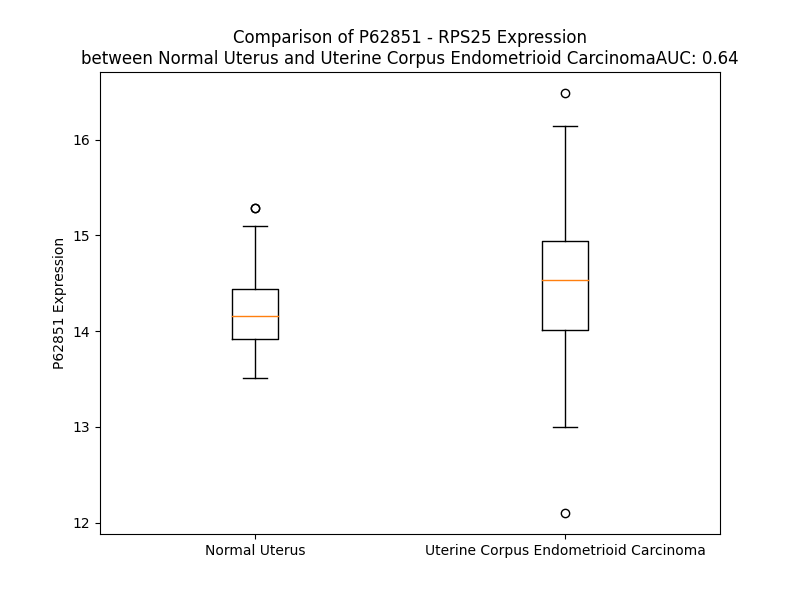 Comparison of P62851 - RPS25 Expression
between Normal Uterus and Uterine Corpus Endometrioid CarcinomaAUC: 0.64
P62851 Expression
16
15
14
13
12
Normal Uterus
Uterine Corpus Endometrioid Carcinoma